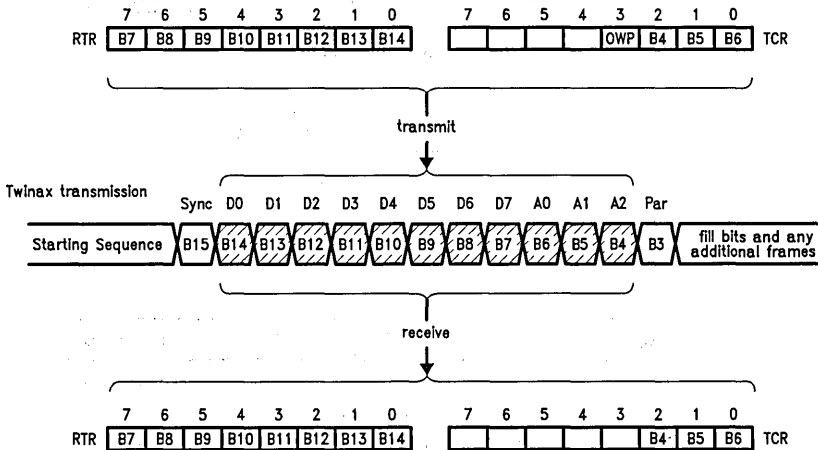 7 6 5 4 3 2 1 0 7 6 5 4 3 2 1 0
RTR B7 B8 B9 B10 B11 B12 B13 B14 OWP B4 B5 B6 TCR
transmit
Twinax transmission
Sync D0 D1 D2 D3 D4 D5 D6 D7 A0 A1 A2 Par
Starting Sequence B15 B14 B13 B12 B11 B10 B9 B8 B7 B6 B5 B4 B3 fill bits and any
additional frames
receive
7 6 5 4 3 2 1 0 7 6 5 4 3 2 1 0
RTR B7 B8 B9 B10 B11 B12 B13 B14 B4 B5 B6 TCR